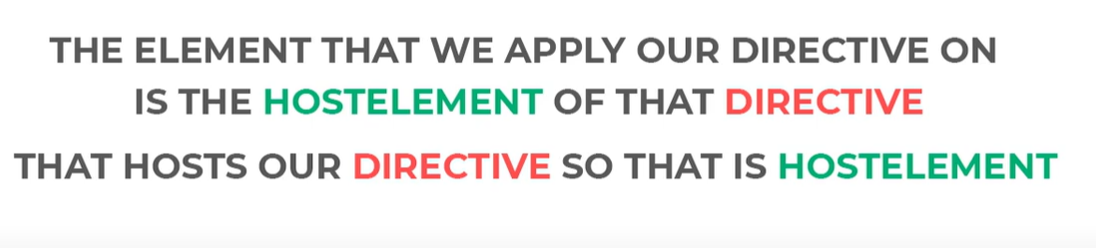 THE ELEMENT THAT WE APPLY OUR DIRECTIVE ON
IS THE HOSTELEMENT OF THAT DIRECTIVE
THAT HOSTS OUR DIRECTIVE SO THAT IS HOSTELEMENT